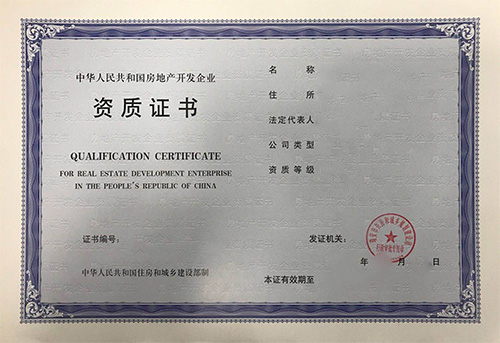 中华人民共和国房地产开发企业
资质证书
QUALIFICATION CERTIFICATE
FOR REAL ESTATE DEVELOPMENT ENTERPRISE
IN THE PEOPLE'S REPUBLIC OF CHINA
证书编号:
中华人民共和国住房和城乡建设部制
名 称
住 所
法定代表人
公司类型
资质等级
发证机关:
年 月 日
本证有效期至